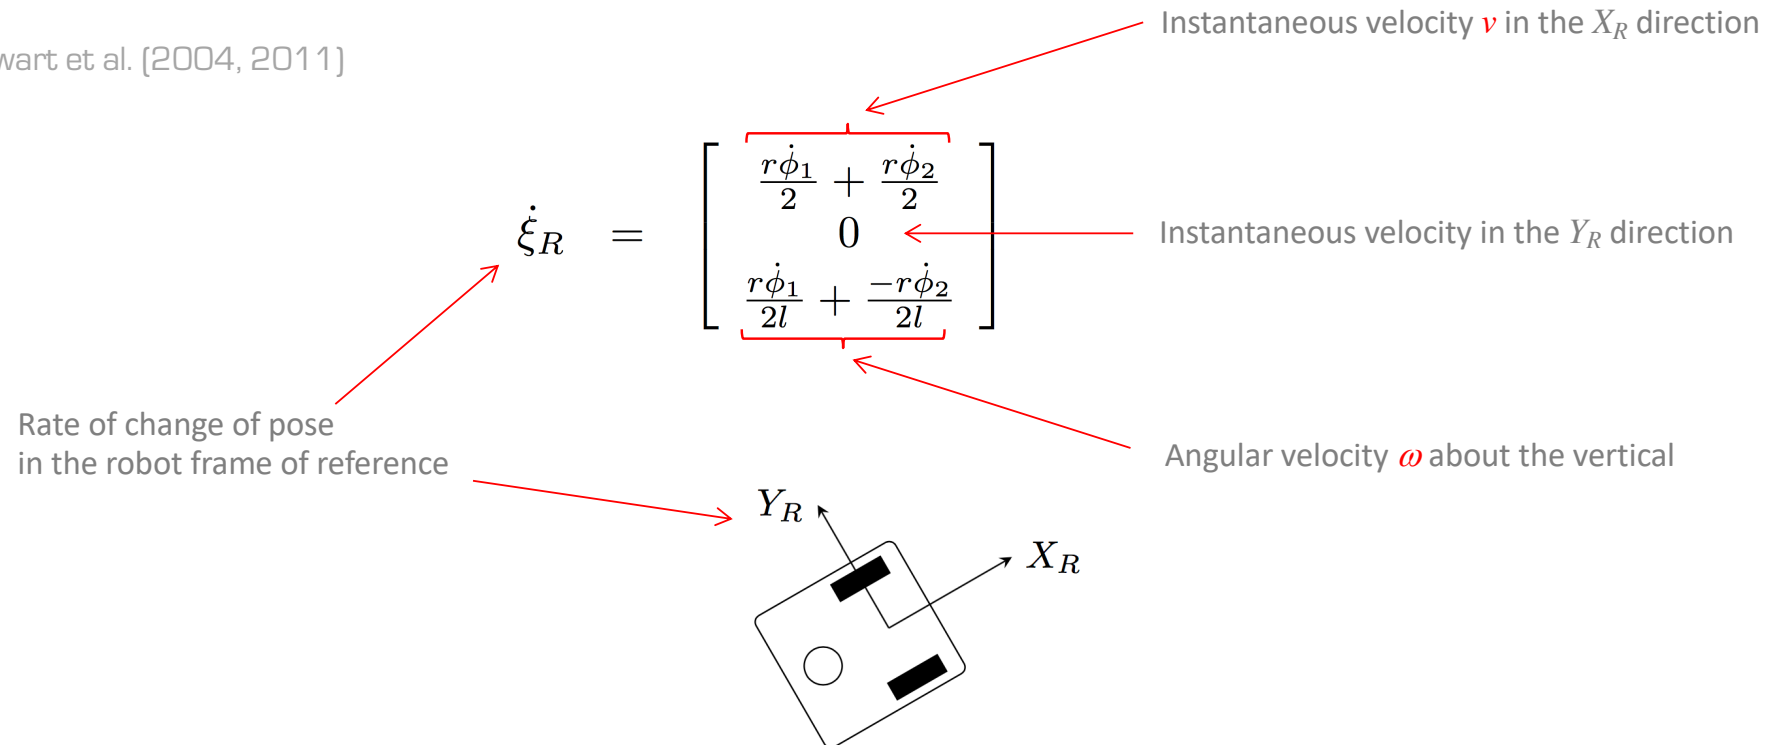 Instantaneous velocity v in the X_R direction
wart et al. (2004, 2011)
ξ̇_R = [ rφ̇₁/2 + rφ̇₂/2
0
rφ̇₁/2l + −rφ̇₂/2l ]
Instantaneous velocity in the Y_R direction
Rate of change of pose
in the robot frame of reference
Angular velocity ω about the vertical
Y_R
X_R